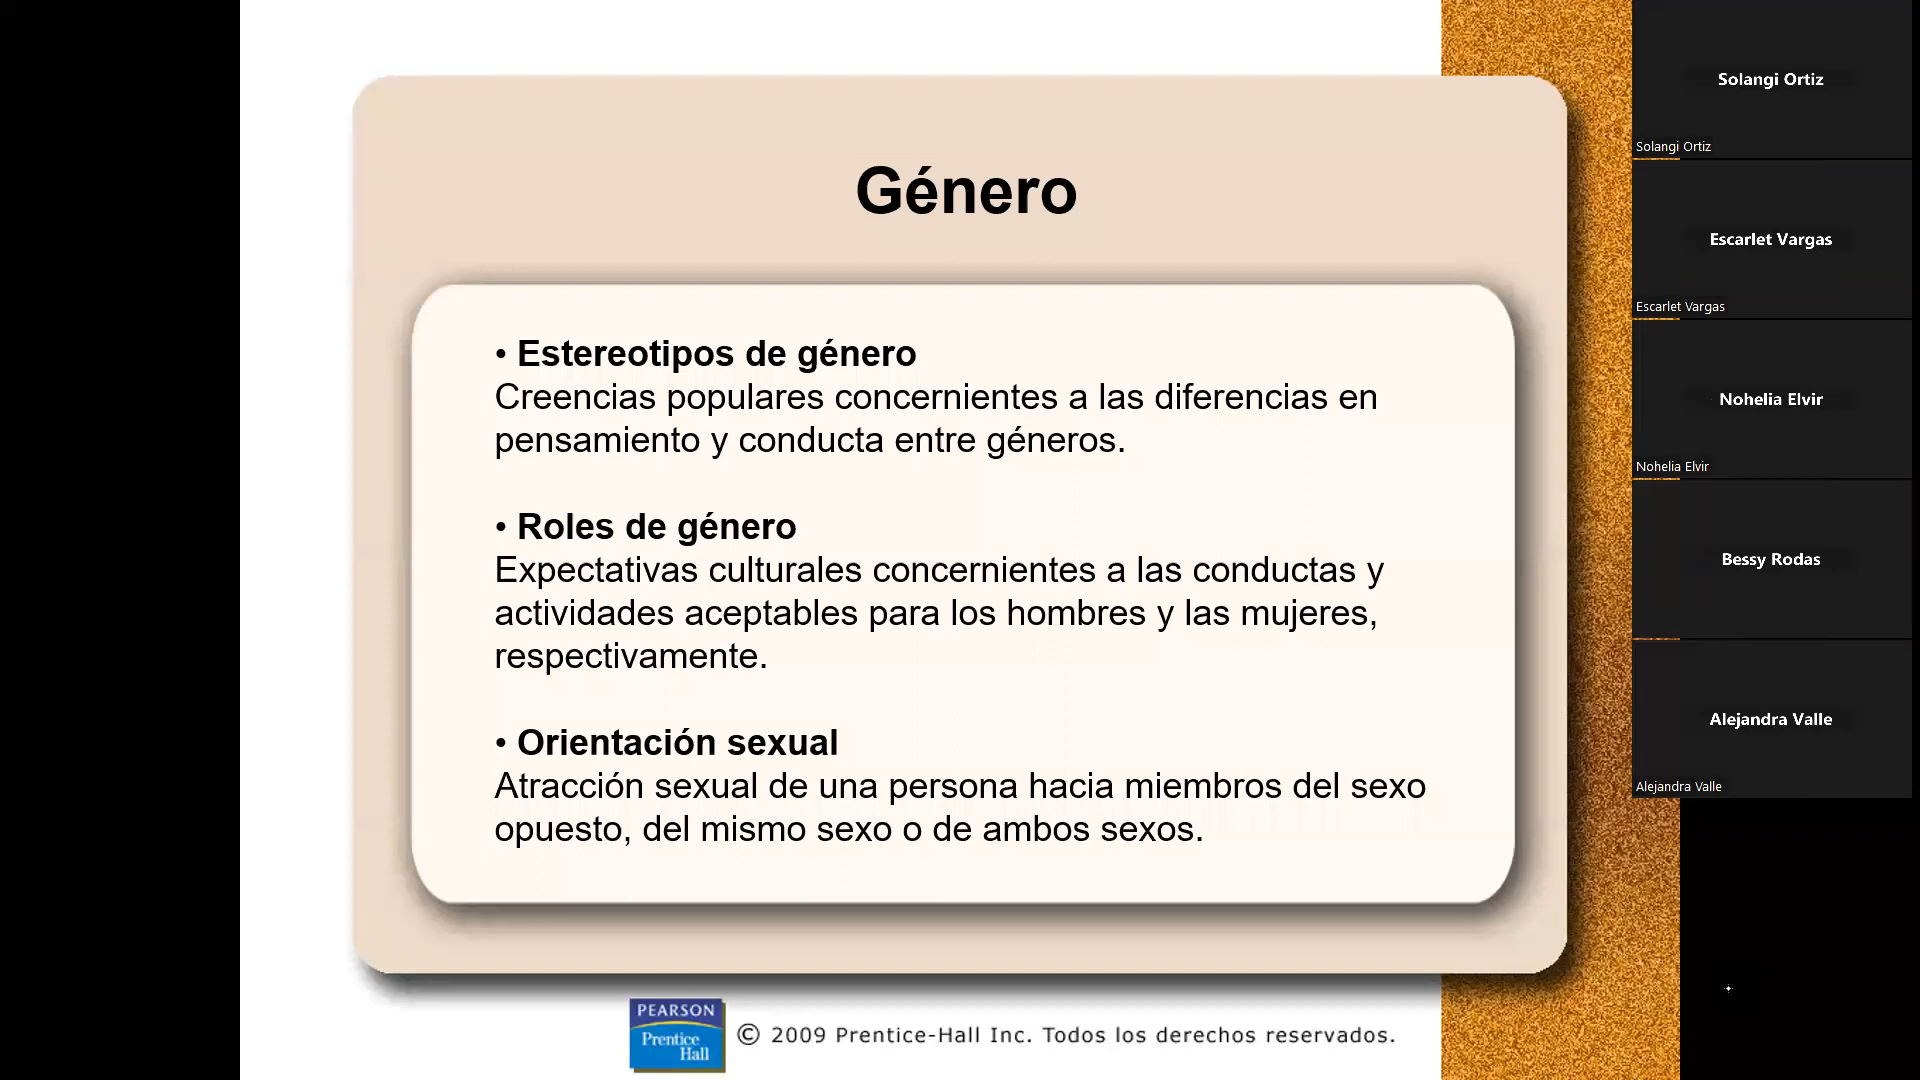 Género
• Estereotipos de género
Creencias populares concernientes a las diferencias en
pensamiento y conducta entre géneros.
• Roles de género
Expectativas culturales concernientes a las conductas y
actividades aceptables para los hombres y las mujeres,
respectivamente.
• Orientación sexual
Atracción sexual de una persona hacia miembros del sexo
opuesto, del mismo sexo o de ambos sexos.
PEARSON
Prentice
Hall
© 2009 Prentice-Hall Inc. Todos los derechos reservados.
Solangi Ortiz
Solangi Ortiz
Escarlet Vargas
Escarlet Vargas
Nohelia Elvir
Nohelia Elvir
Bessy Rodas
Alejandra Valle
Alejandra Valle